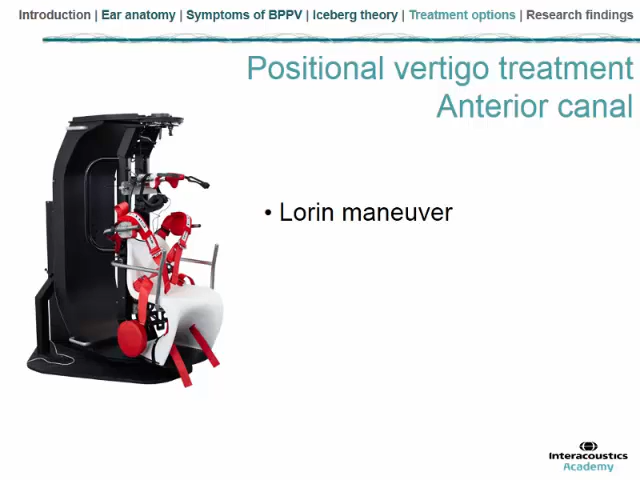 Introduction | Ear anatomy | Symptoms of BPPV | Iceberg theory | Treatment options | Research findings
Positional vertigo treatment
Anterior canal
• Lorin maneuver
Interacoustics
Academy